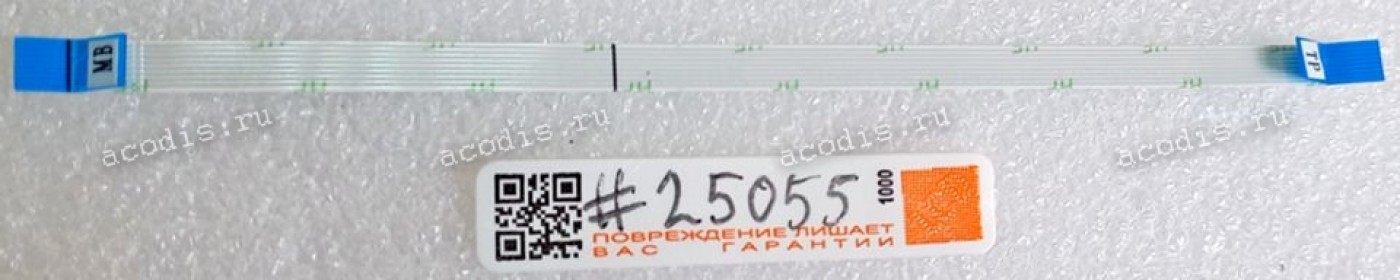 MB
TP
acodis.ru acodis.ru acodis.ru acodis.ru
#25055
1000
ПОВРЕЖДЕНИЕ ЛИШАЕТ
ВАС ГАРАНТИИ